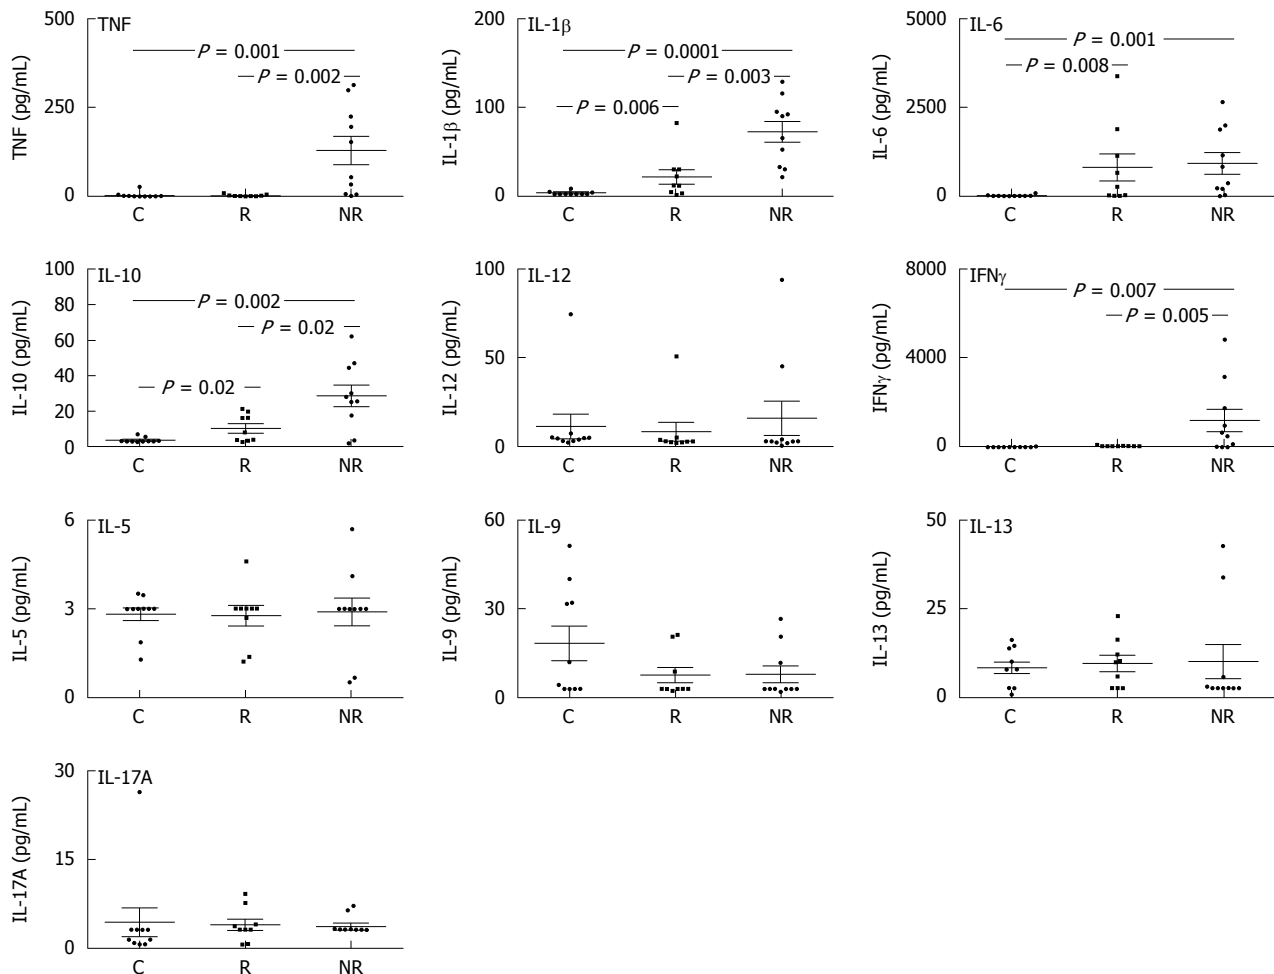 TNF
500
250
0
TNF (pg/mL)
P = 0.001
P = 0.002
C R NR
IL-1β
200
100
0
IL-1β (pg/mL)
P = 0.0001
P = 0.003
P = 0.006
C R NR
IL-6
5000
2500
0
IL-6 (pg/mL)
P = 0.001
P = 0.008
C R NR
IL-10
100
80
60
40
20
0
IL-10 (pg/mL)
P = 0.002
P = 0.02
P = 0.02
C R NR
IL-12
100
50
0
IL-12 (pg/mL)
C R NR
IFNγ
8000
4000
0
IFNγ (pg/mL)
P = 0.007
P = 0.005
C R NR
IL-5
6
3
0
IL-5 (pg/mL)
C R NR
IL-9
60
30
0
IL-9 (pg/mL)
C R NR
IL-13
50
25
0
IL-13 (pg/mL)
C R NR
IL-17A
30
15
0
IL-17A (pg/mL)
C R NR